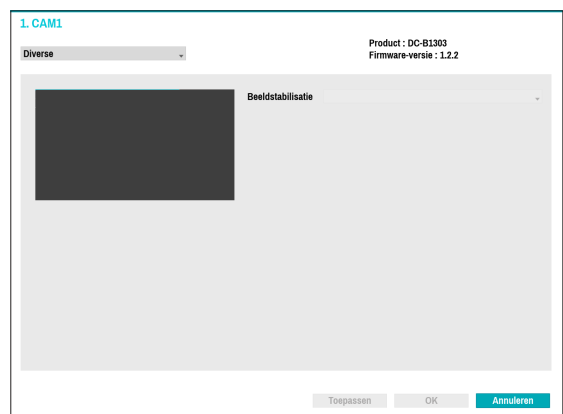 1. CAM1
Diverse
Product : DC-B1303
Firmware-versie : 1.2.2
Beeldstabilisatie
Toepassen
OK
Annuleren